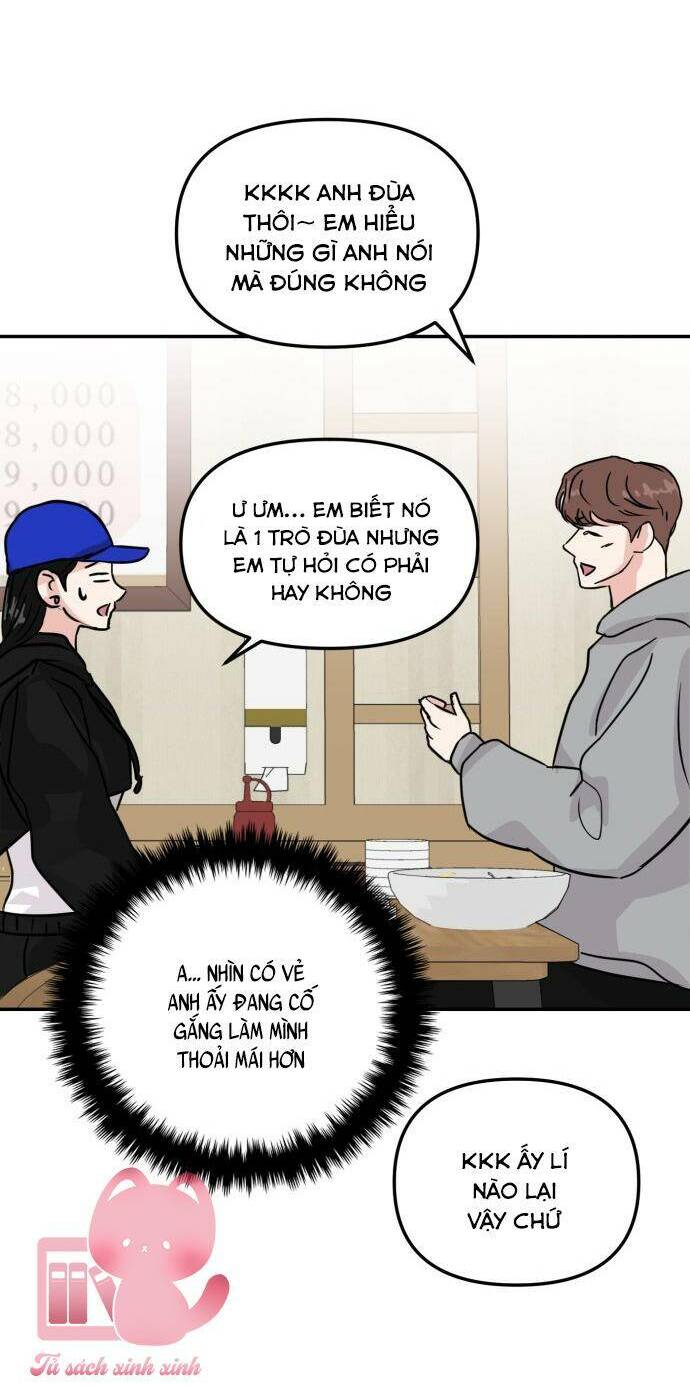 KKKK ANH ĐÙA
THÔI~ EM HIỂU
NHỮNG GÌ ANH NÓI
MÀ ĐÚNG KHÔNG
8,000
8,000
9,000
9,000
Ư ƯM... EM BIẾT NÓ
LÀ 1 TRÒ ĐÙA NHƯNG
EM TỰ HỎI CÓ PHẢI
HAY KHÔNG
A... NHÌN CÓ VẺ
ANH ẤY ĐANG CỐ
GẮNG LÀM MÌNH
THOẢI MÁI HƠN
KKK ẤY LÍ
NÀO LẠI
VẬY CHỨ
Tủ sách xinh xinh